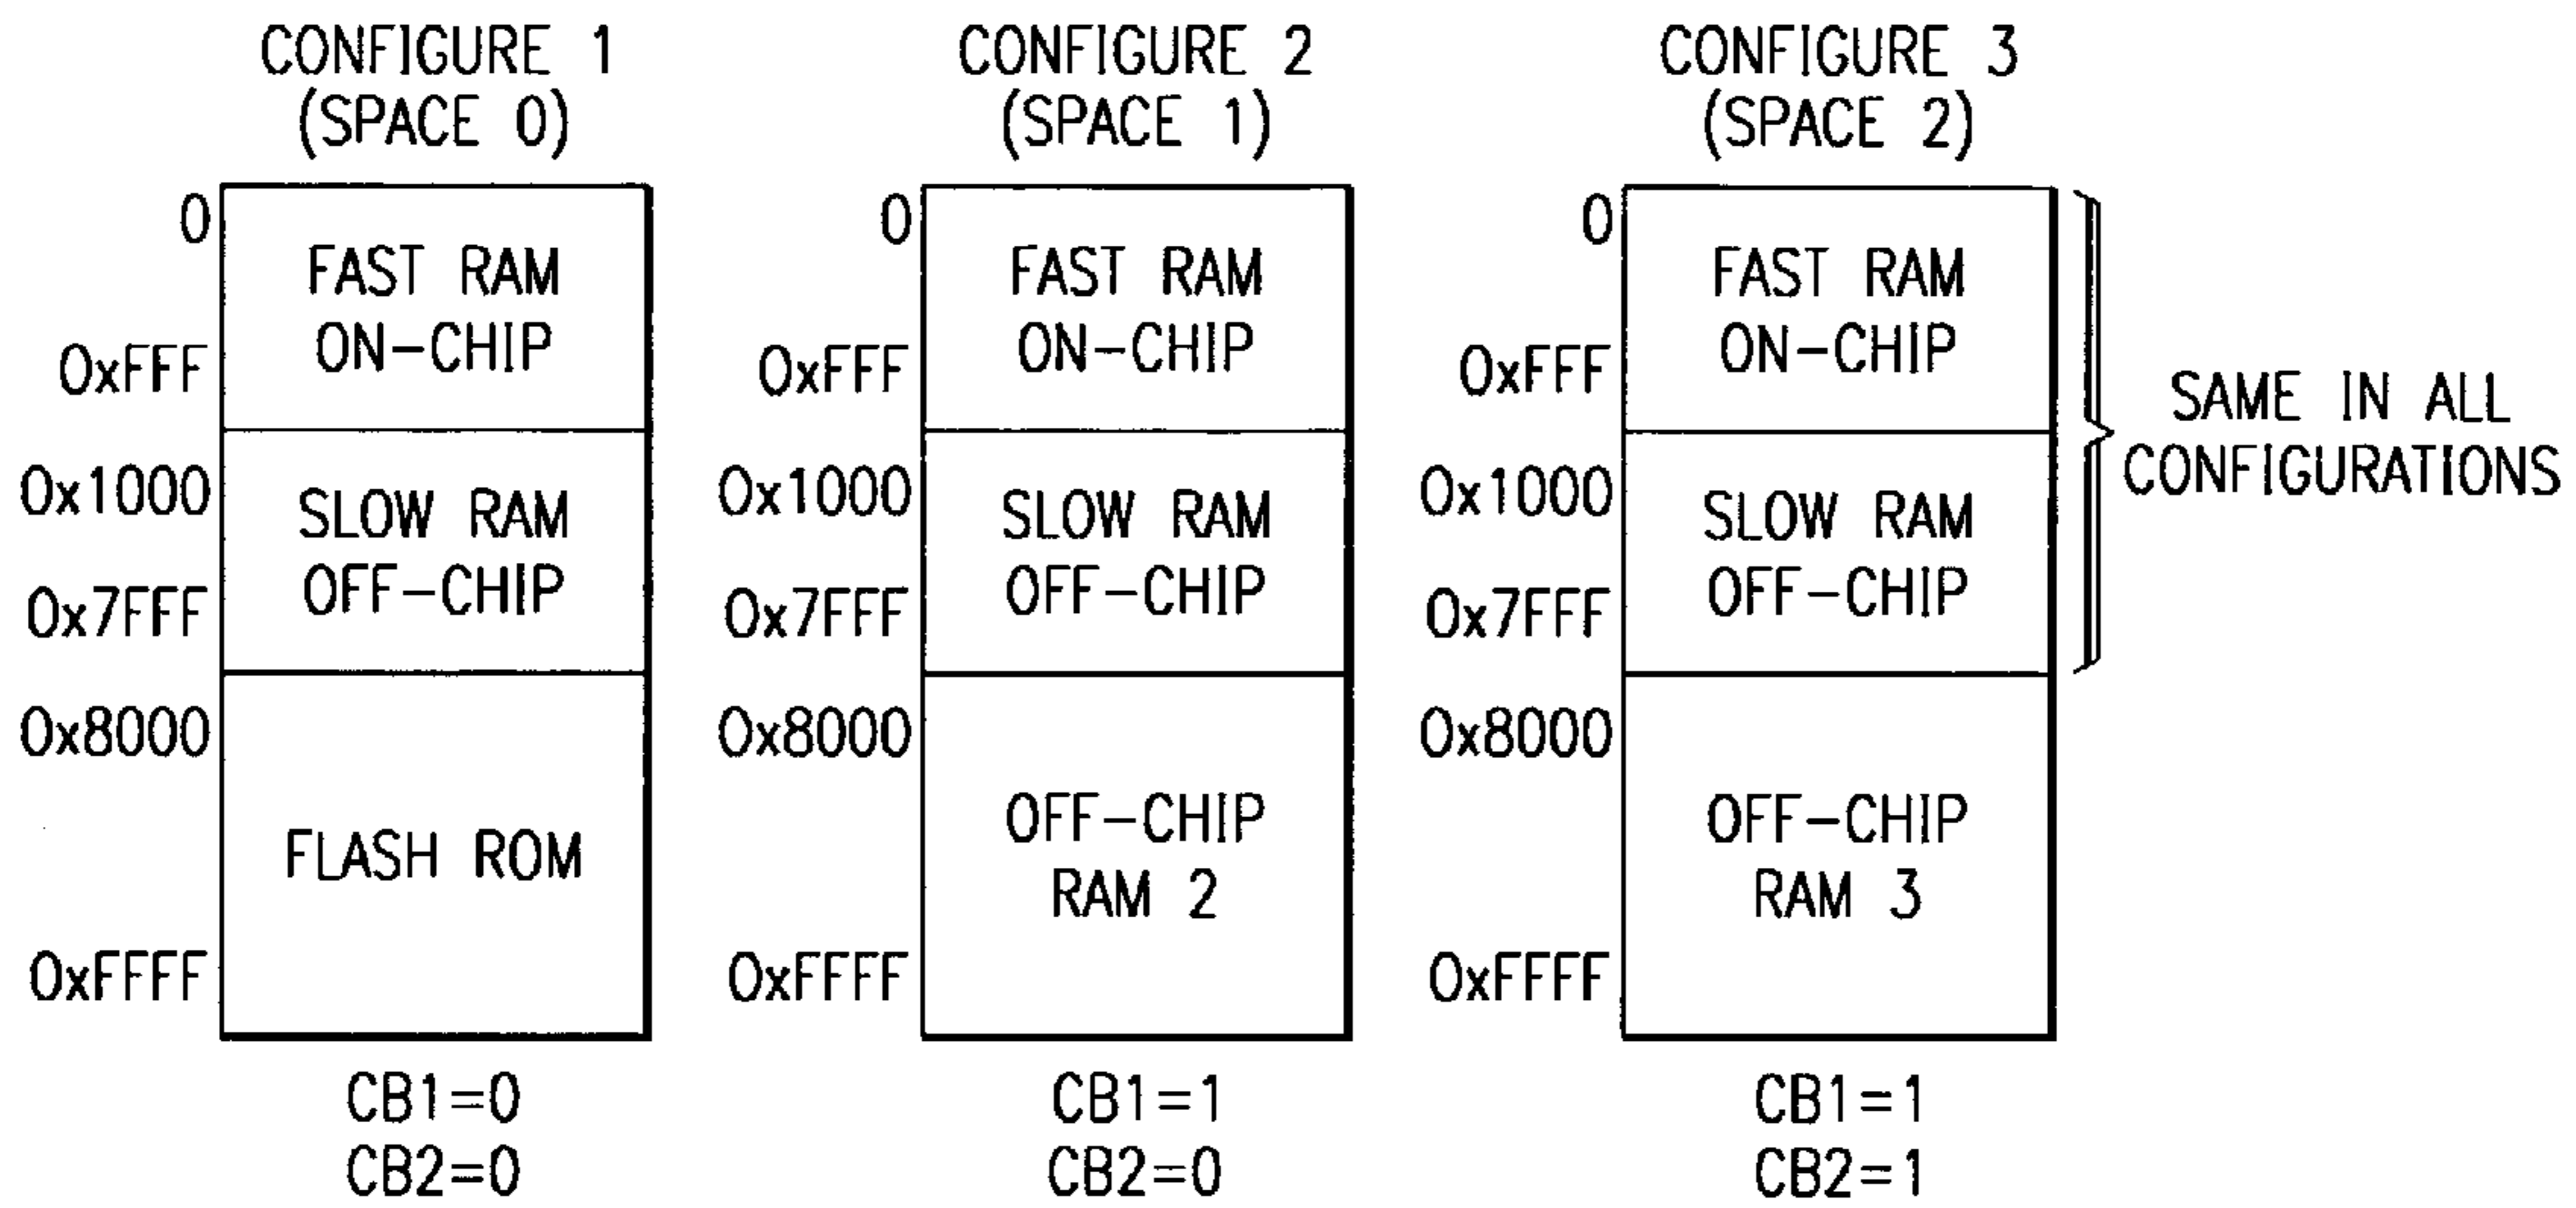 CONFIGURE 1
(SPACE 0)
0
FAST RAM
ON-CHIP
0xFFF
0x1000
SLOW RAM
OFF-CHIP
0x7FFF
0x8000
FLASH ROM
0xFFFF
CB1=0
CB2=0
CONFIGURE 2
(SPACE 1)
0
FAST RAM
ON-CHIP
0xFFF
0x1000
SLOW RAM
OFF-CHIP
0x7FFF
0x8000
OFF-CHIP
RAM 2
0xFFFF
CB1=1
CB2=0
CONFIGURE 3
(SPACE 2)
0
FAST RAM
ON-CHIP
0xFFF
0x1000
SLOW RAM
OFF-CHIP
0x7FFF
0x8000
OFF-CHIP
RAM 3
0xFFFF
CB1=1
CB2=1
SAME IN ALL
CONFIGURATIONS